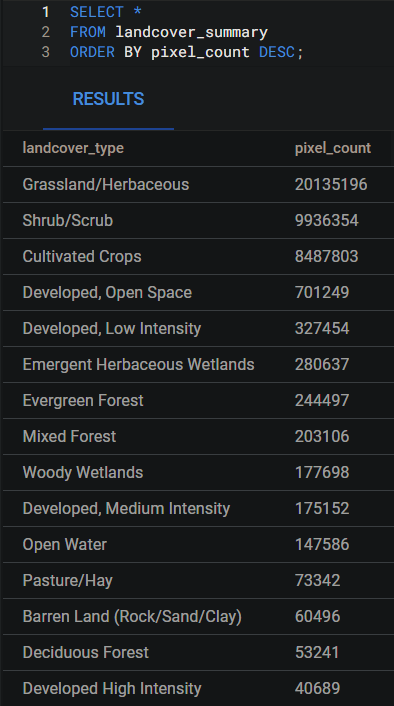 1 SELECT *
2 FROM landcover_summary
3 ORDER BY pixel_count DESC;
RESULTS
landcover_type pixel_count
Grassland/Herbaceous 20135196
Shrub/Scrub 9936354
Cultivated Crops 8487803
Developed, Open Space 701249
Developed, Low Intensity 327454
Emergent Herbaceous Wetlands 280637
Evergreen Forest 244497
Mixed Forest 203106
Woody Wetlands 177698
Developed, Medium Intensity 175152
Open Water 147586
Pasture/Hay 73342
Barren Land (Rock/Sand/Clay) 60496
Deciduous Forest 53241
Developed High Intensity 40689